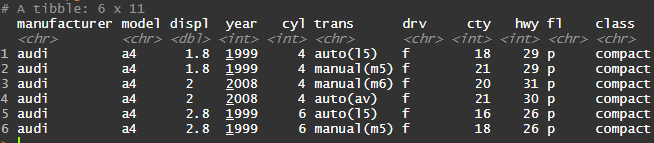 # A tibble: 6 x 11
manufacturer model displ year cyl trans drv cty hwy fl class
<chr> <chr> <dbl> <int> <int> <chr> <chr> <int> <int> <chr> <chr>
1 audi a4 1.8 1999 4 auto(l5) f 18 29 p compact
2 audi a4 1.8 1999 4 manual(m5) f 21 29 p compact
3 audi a4 2 2008 4 manual(m6) f 20 31 p compact
4 audi a4 2 2008 4 auto(av) f 21 30 p compact
5 audi a4 2.8 1999 6 auto(l5) f 16 26 p compact
6 audi a4 2.8 1999 6 manual(m5) f 18 26 p compact